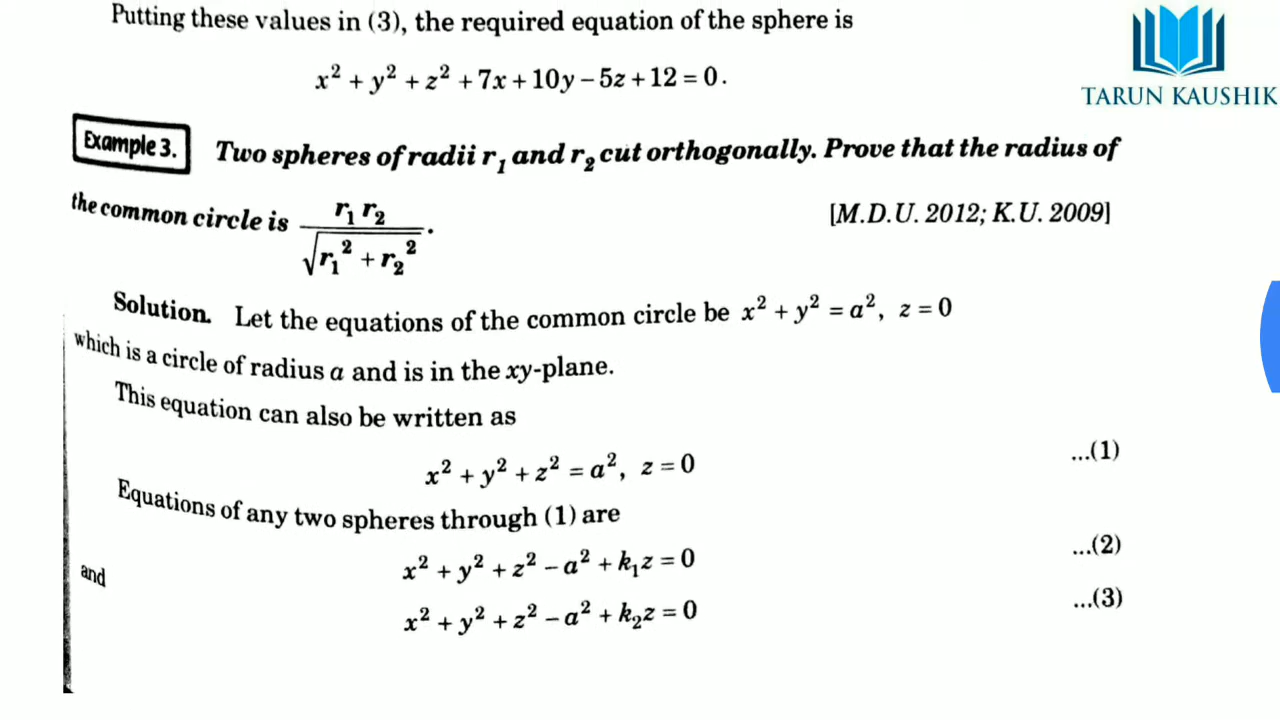 Putting these values in (3), the required equation of the sphere is
x² + y² + z² + 7x + 10y – 5z + 12 = 0.
TARUN KAUSHIK
Example 3. Two spheres of radii r₁ and r₂ cut orthogonally. Prove that the radius of
the common circle is r₁ r₂ / √(r₁² + r₂²). [M.D.U. 2012; K.U. 2009]
Solution. Let the equations of the common circle be x² + y² = a², z = 0
which is a circle of radius a and is in the xy-plane.
This equation can also be written as
x² + y² + z² = a², z = 0 ...(1)
Equations of any two spheres through (1) are
x² + y² + z² – a² + k₁z = 0 ...(2)
and x² + y² + z² – a² + k₂z = 0 ...(3)